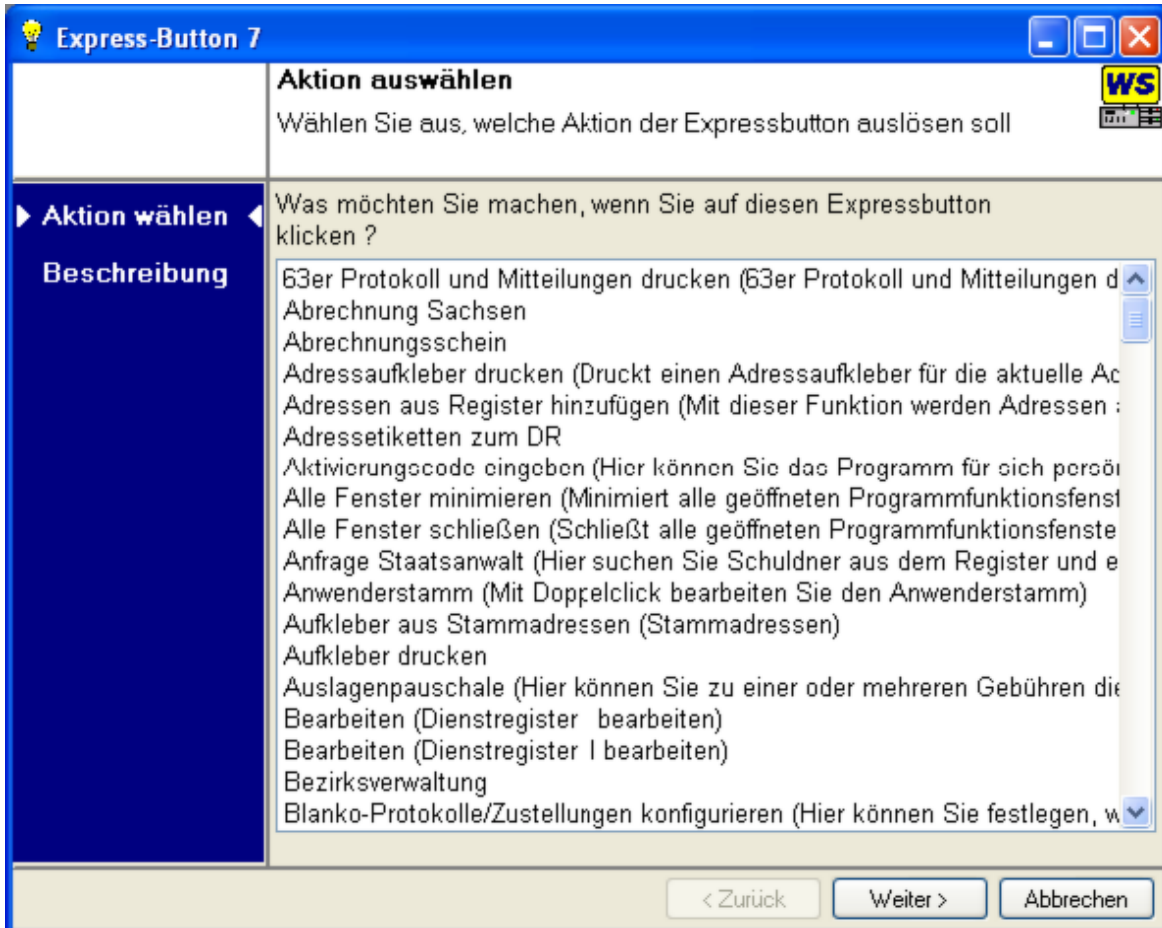 Express-Button 7
Aktion auswählen
WS
Wählen Sie aus, welche Aktion der Expressbutton auslösen soll
Aktion wählen
Beschreibung
Was möchten Sie machen, wenn Sie auf diesen Expressbutton
klicken ?
63er Protokoll und Mitteilungen drucken (63er Protokoll und Mitteilungen d
Abrechnung Sachsen
Abrechnungsschein
Adressaufkleber drucken (Druckt einen Adressaufkleber für die aktuelle Ad
Adressen aus Register hinzufügen (Mit dieser Funktion werden Adressen
Adressetiketten zum DR
Aktivierungscode eingeben (Hier können Sie das Programm für sich persön
Alle Fenster minimieren (Minimiert alle geöffneten Programmfunktionsfenst
Alle Fenster schließen (Schließt alle geöffneten Programmfunktionsfenste
Anfrage Staatsanwalt (Hier suchen Sie Schuldner aus dem Register und e
Anwenderstamm (Mit Doppelclick bearbeiten Sie den Anwenderstamm)
Aufkleber aus Stammadressen (Stammadressen)
Aufkleber drucken
Auslagenpauschale (Hier können Sie zu einer oder mehreren Gebühren die
Bearbeiten (Dienstregister bearbeiten)
Bearbeiten (Dienstregister I bearbeiten)
Bezirksverwaltung
Blanko-Protokolle/Zustellungen konfigurieren (Hier können Sie festlegen, w
< Zurück
Weiter >
Abbrechen